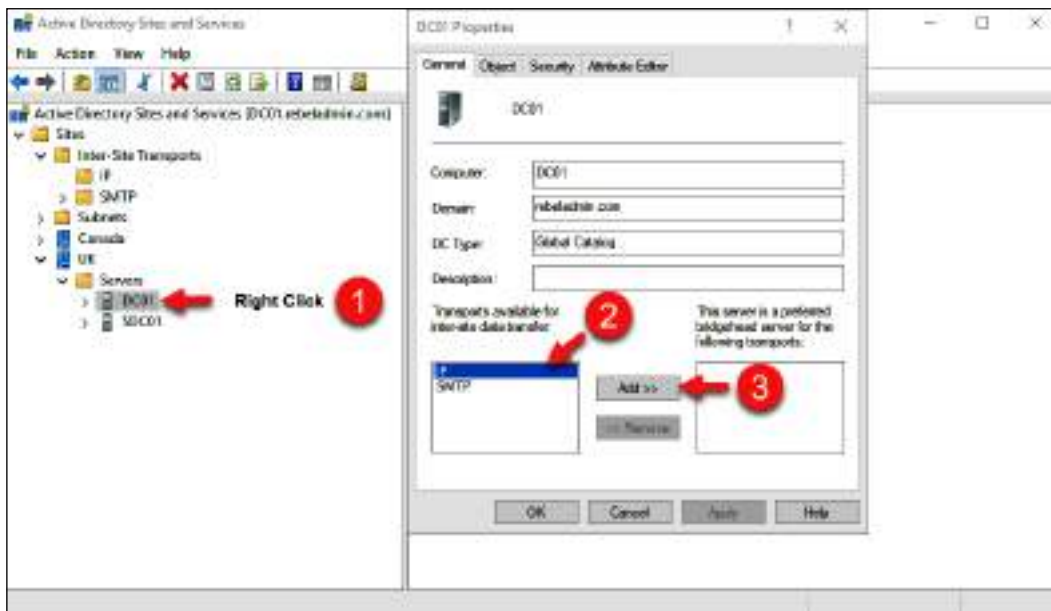 Active Directory Sites and Services
File Action View Help
Active Directory Sites and Services [DC01.rebeladmin.com]
Sites
Inter-Site Transports
IP
SMTP
Subnets
Canada
UK
Servers
DC01
Right Click
1
SDC01
DC01 Properties
? 
General Object Security Attribute Editor
DC01
Computer: DC01
Domain: rebeladmin.com
DC Type: Global Catalog
Description:
Transports available for
inter-site data transfer:
2
This server is a preferred
bridgehead server for the
following transports:
IP
SMTP
Add >>
3
<< Remove
OK Cancel Apply Help